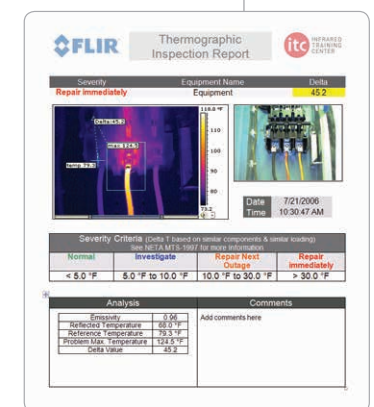 FLIR
Thermographic
Inspection Report
itc INFRARED
TRAINING
CENTER
Severity Equipment Name Delta
Repair immediately Equipment 45.2
110.2 °F
Delta 45.2
110
max 124.5
100
temp 79.3
90
80
73.2
Date 7/21/2006
Time 10:30:47 AM
Severity Criteria (Delta T based on similar components & similar loading)
See NETA MTS-1997 for more information
Normal Investigate Repair Next Outage Repair immediately
< 5.0 °F 5.0 °F to 10.0 °F 10.0 °F to 30.0 °F > 30.0 °F
Analysis Comments
Emissivity 0.96 Add comments here
Reflected Temperature 68.0 °F
Reference Temperature 79.3 °F
Problem Max. Temperature 124.5 °F
Delta Value 45.2